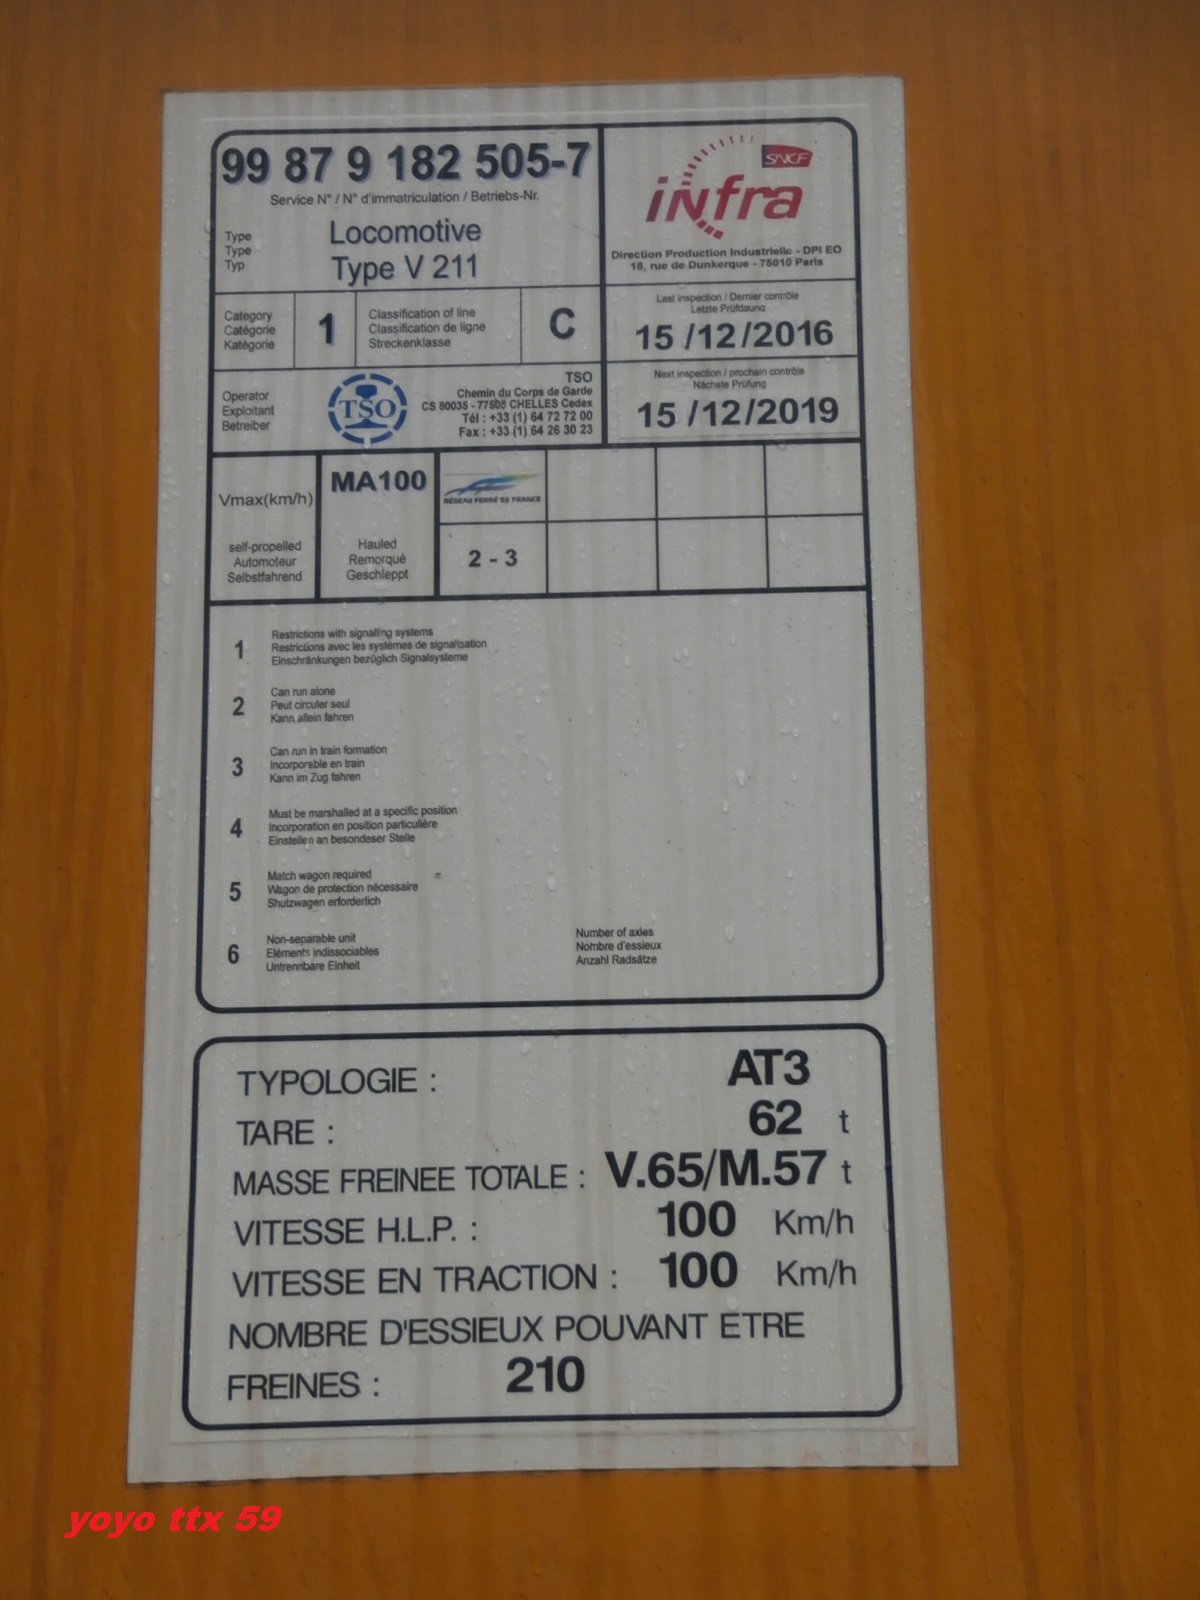 99 87 9 182 505-7
Service N° / N° d'immatriculation / Betriebs-Nr.
Type
Type
Typ
Locomotive
Type V 211
SNCF
infra
Direction Production Industrielle - DPI EO
18, rue de Dunkerque - 75010 Paris
Category
Catégorie
Katégorie
1
Classification of line
Classification de ligne
Streckenklasse
C
Last inspection / Dernier contrôle
Letzte Prüfdaung
15 /12 /2016
Operator
Exploitant
Betreiber
TSO
TSO
Chemin du Corps de Garde
CS 80035 - 77508 CHELLES Cedex
Tél : +33 (1) 64 72 72 00
Fax : +33 (1) 64 26 30 23
Next inspection / prochain contrôle
Nächste Prüfung
15 /12 /2019
Vmax(km/h)
self-propelled
Automoteur
Selbstfahrend
MA100
Hauled
Remorqué
Geschleppt
RÉSEAU FERRÉ DE FRANCE
2 - 3
1
Restrictions with signalling systems
Restrictions avec les systèmes de signalisation
Einschränkungen bezüglich Signalsysteme
2
Can run alone
Peut circuler seul
Kann allein fahren
3
Can run in train formation
Incorporable en train
Kann im Zug fahren
4
Must be marshalled at a specific position
Incorporation en position particulière
Einstellen an besondeser Stelle
5
Match wagon required
Wagon de protection nécessaire
Shutzwagen erforderlich
6
Non-separable unit
Eléments indissociables
Untrennbare Einheit
Number of axles
Nombre d'essieux
Anzahl Radsätze
TYPOLOGIE : AT3
TARE : 62 t
MASSE FREINEE TOTALE : V.65/M.57 t
VITESSE H.L.P. : 100 Km/h
VITESSE EN TRACTION : 100 Km/h
NOMBRE D'ESSIEUX POUVANT ETRE
FREINES : 210
yoyo ttx 59